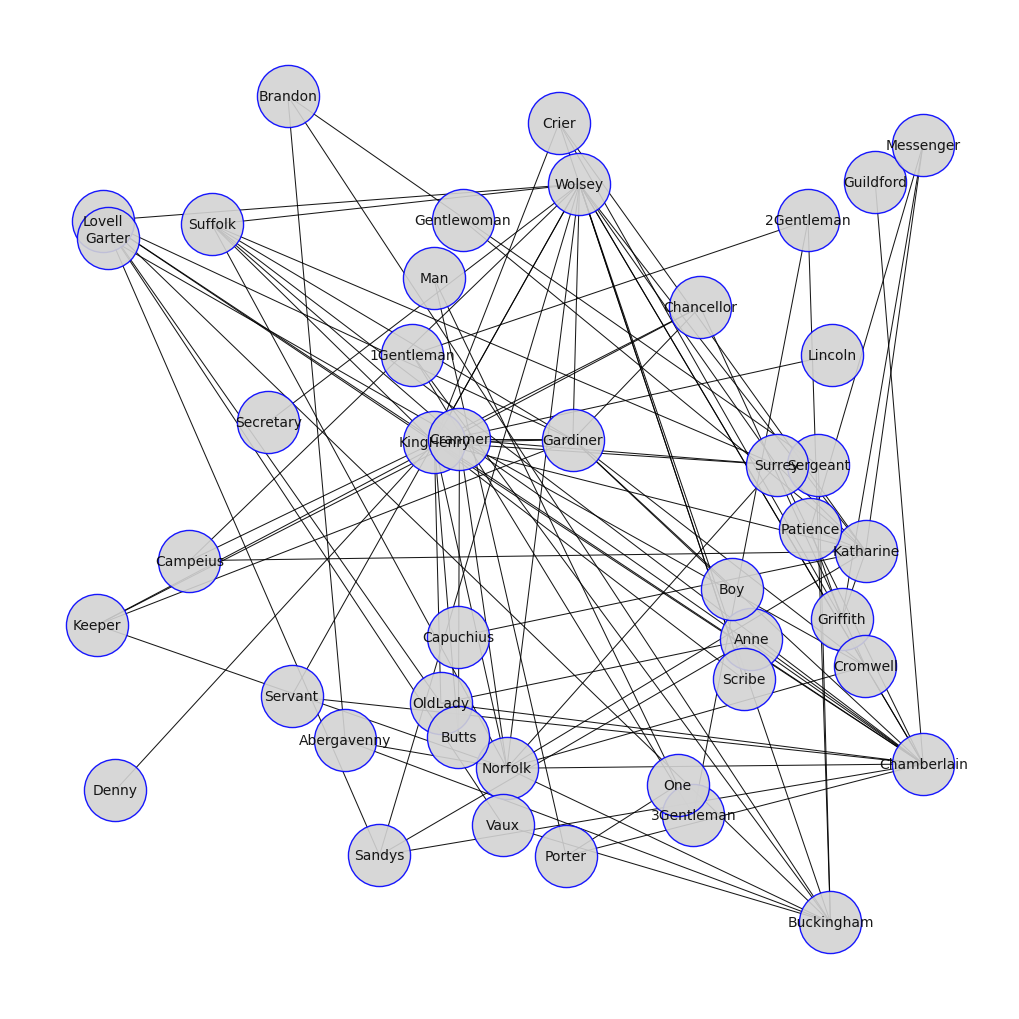 Brandon
Crier
Messenger
Guildford
Wolsey
Lovell
Garter
Suffolk
Gentlewoman
2Gentleman
Man
Chancellor
1Gentleman
Lincoln
Secretary
KingHenry
Cranmer
Gardiner
Surrey
Sergeant
Patience
Katharine
Campeius
Boy
Keeper
Capuchius
Griffith
Anne
Cromwell
Scribe
Servant
OldLady
Abergavenny
Butts
Norfolk
Chamberlain
Denny
One
3Gentleman
Vaux
Sandys
Porter
Buckingham